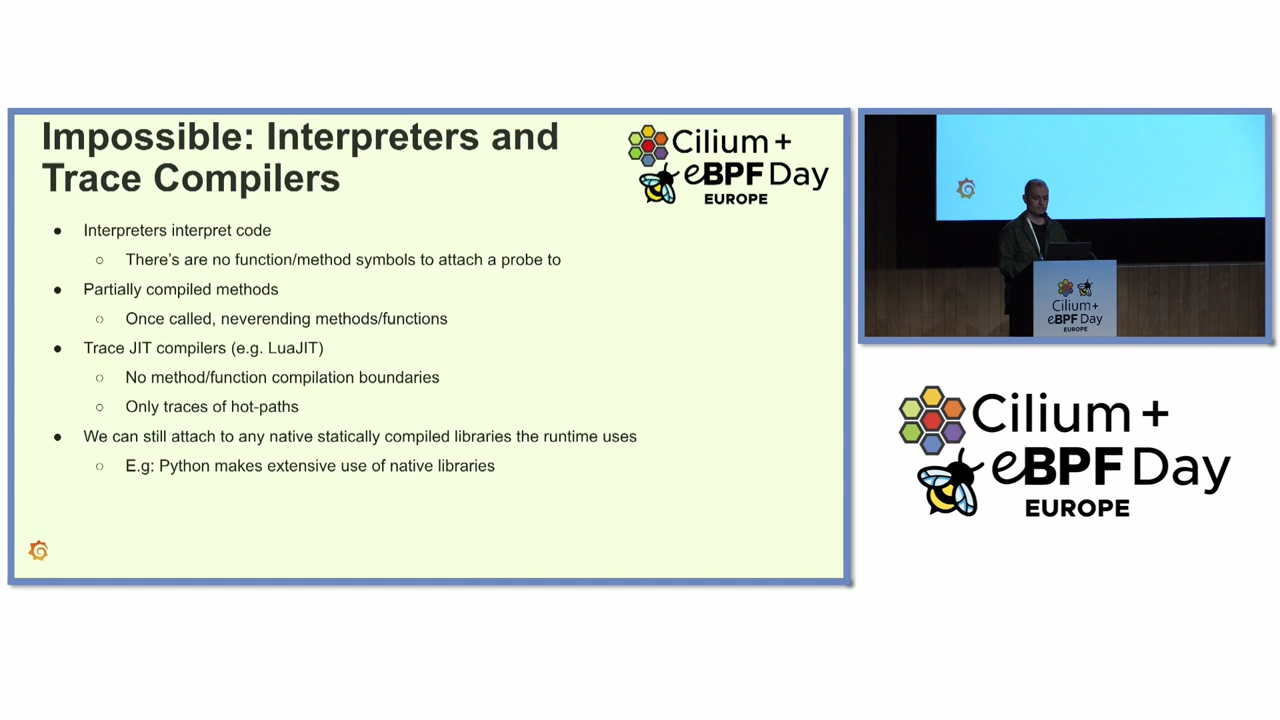 Impossible: Interpreters and
Trace Compilers
Cilium +
eBPF Day
EUROPE
● Interpreters interpret code
○ There's are no function/method symbols to attach a probe to
● Partially compiled methods
○ Once called, neverending methods/functions
● Trace JIT compilers (e.g. LuaJIT)
○ No method/function compilation boundaries
○ Only traces of hot-paths
● We can still attach to any native statically compiled libraries the runtime uses
○ E.g: Python makes extensive use of native libraries
Cilium +
eBPF Day
EUROPE
Cilium +
eBPF Day
EUROPE